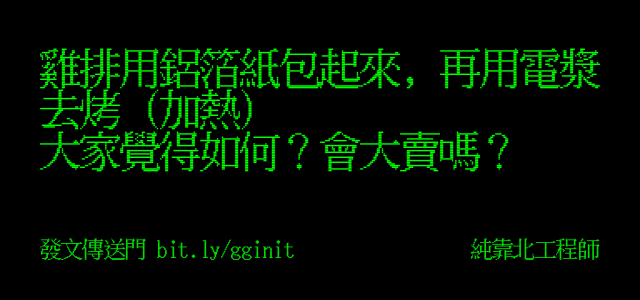 雞排用鋁箔紙包起來，再用電漿
去烤（加熱）
大家覺得如何？會大賣嗎？
發文傳送門 bit.ly/gginit
純靠北工程師